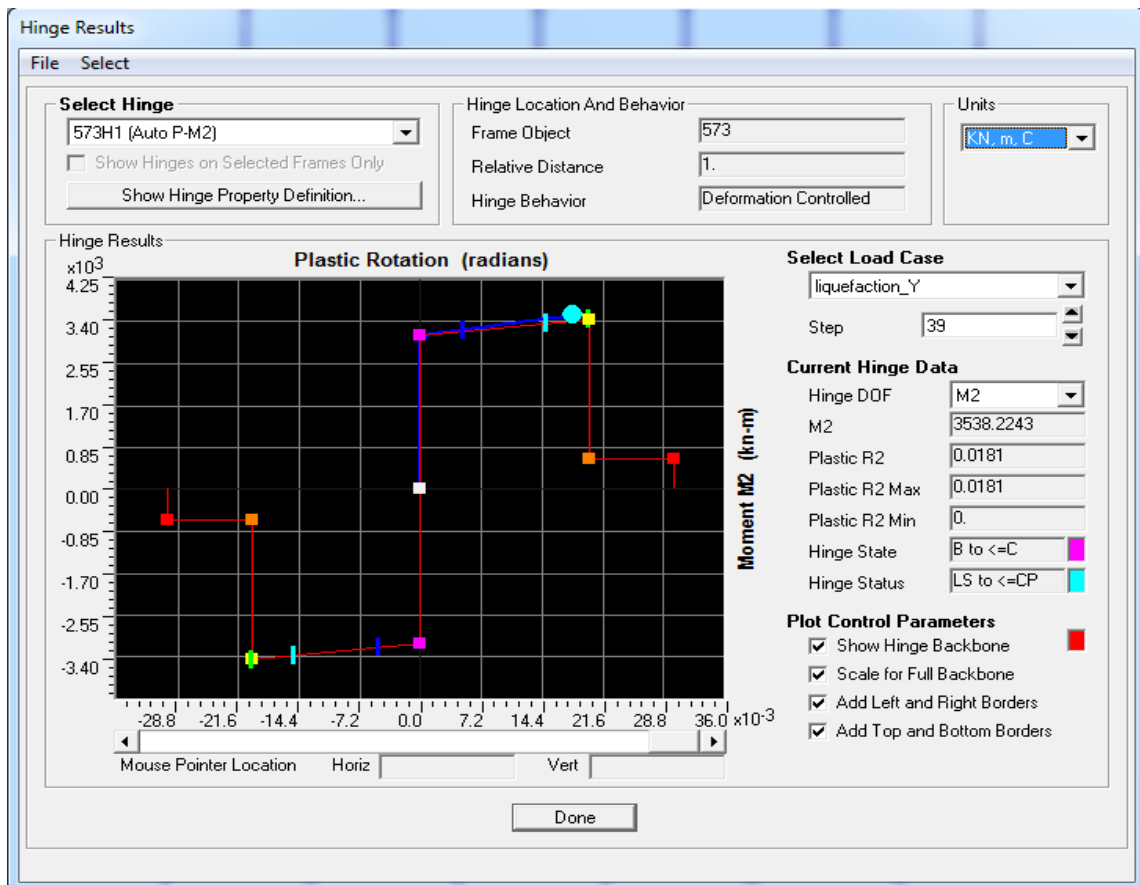 Hinge Results
File Select
Select Hinge
573H1 (Auto P-M2)
Show Hinges on Selected Frames Only
Show Hinge Property Definition...
Hinge Location And Behavior
Frame Object 573
Relative Distance 1.
Hinge Behavior Deformation Controlled
Units
KN, m, C
Hinge Results
Plastic Rotation (radians)
x10 3
4.25
3.40
2.55
1.70
0.85
0.00
-0.85
-1.70
-2.55
-3.40
-28.8 -21.6 -14.4 -7.2 0.0 7.2 14.4 21.6 28.8 36.0 x10 -3
Moment M2 (kn-m)
Mouse Pointer Location Horiz Vert
Select Load Case
liquefaction_Y
Step 39
Current Hinge Data
Hinge DOF M2
M2 3538.2243
Plastic R2 0.0181
Plastic R2 Max 0.0181
Plastic R2 Min 0.
Hinge State B to <=C
Hinge Status LS to <=CP
Plot Control Parameters
Show Hinge Backbone
Scale for Full Backbone
Add Left and Right Borders
Add Top and Bottom Borders
Done